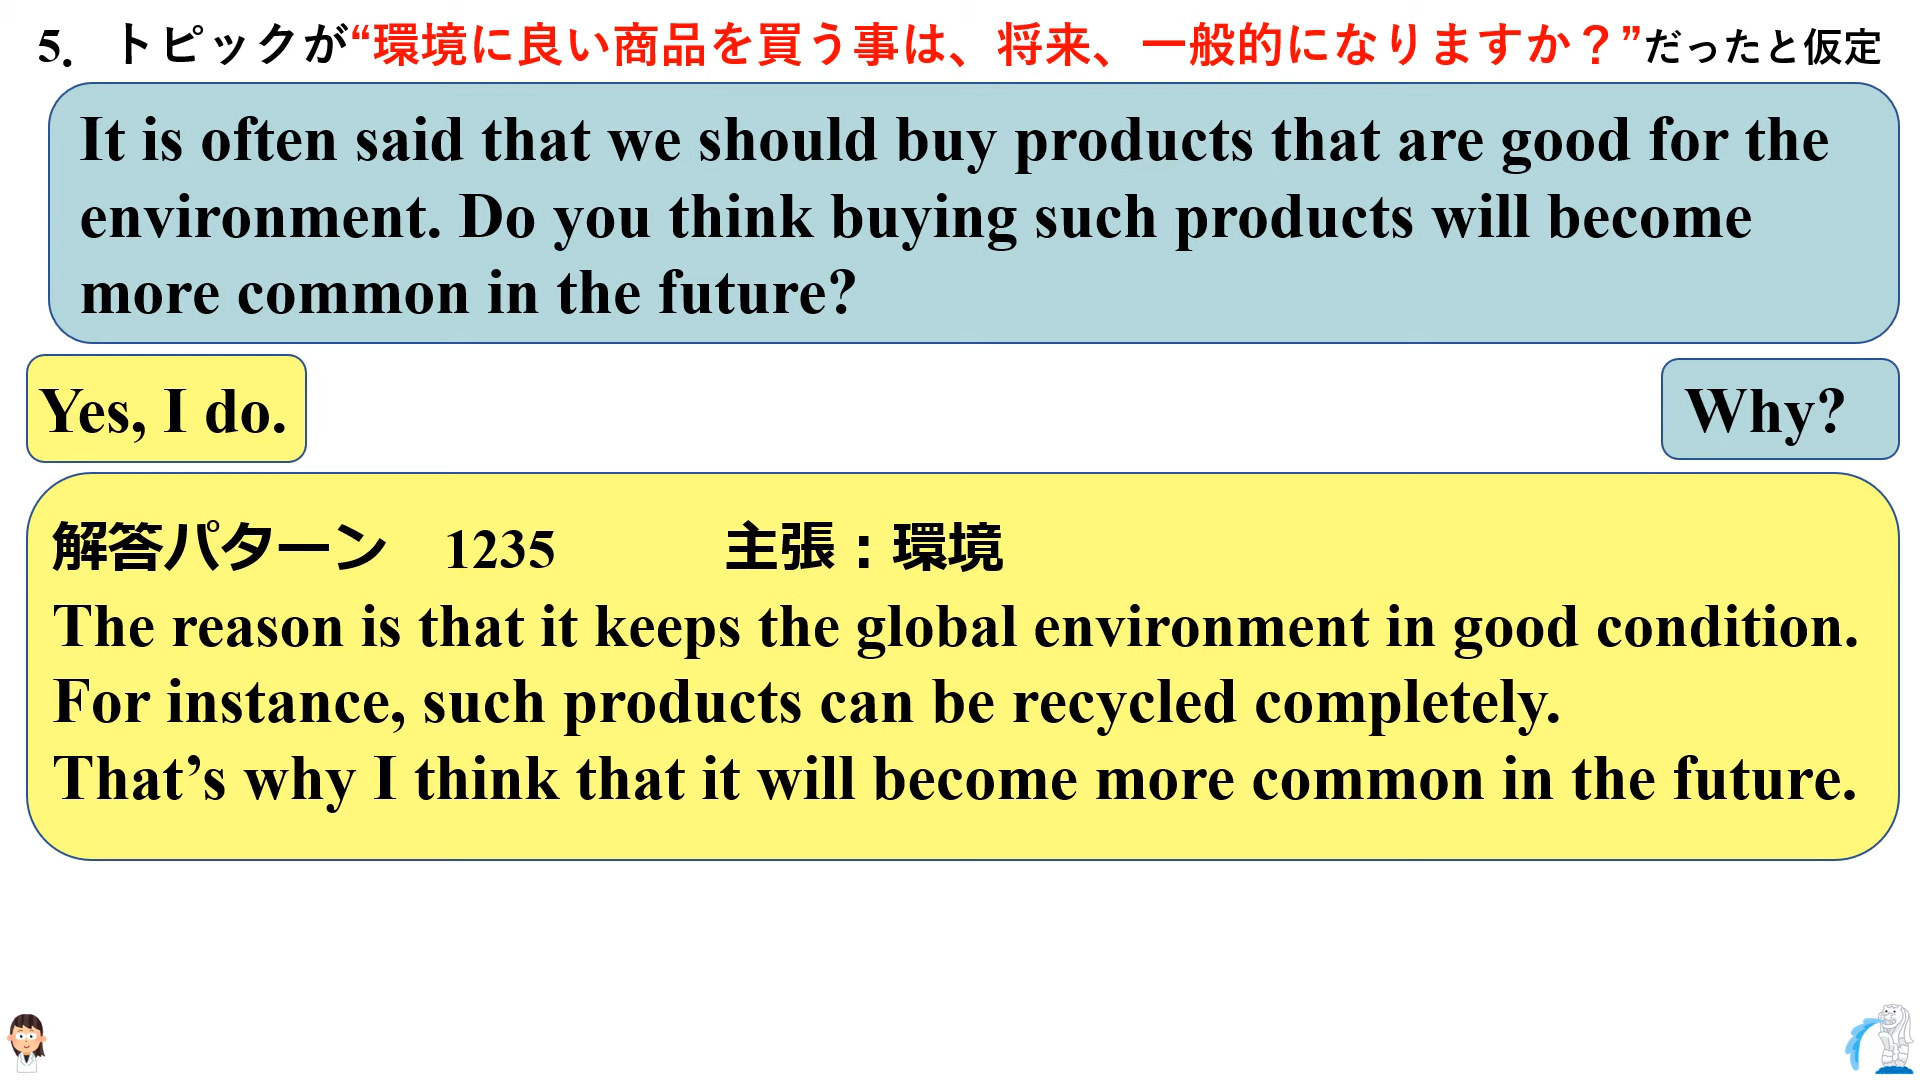 5．トピックが“環境に良い商品を買う事は、将来、一般的になりますか？”だったと仮定
It is often said that we should buy products that are good for the
environment. Do you think buying such products will become
more common in the future?
Yes, I do.
Why?
解答パターン　1235　　　主張：環境
The reason is that it keeps the global environment in good condition.
For instance, such products can be recycled completely.
That’s why I think that it will become more common in the future.